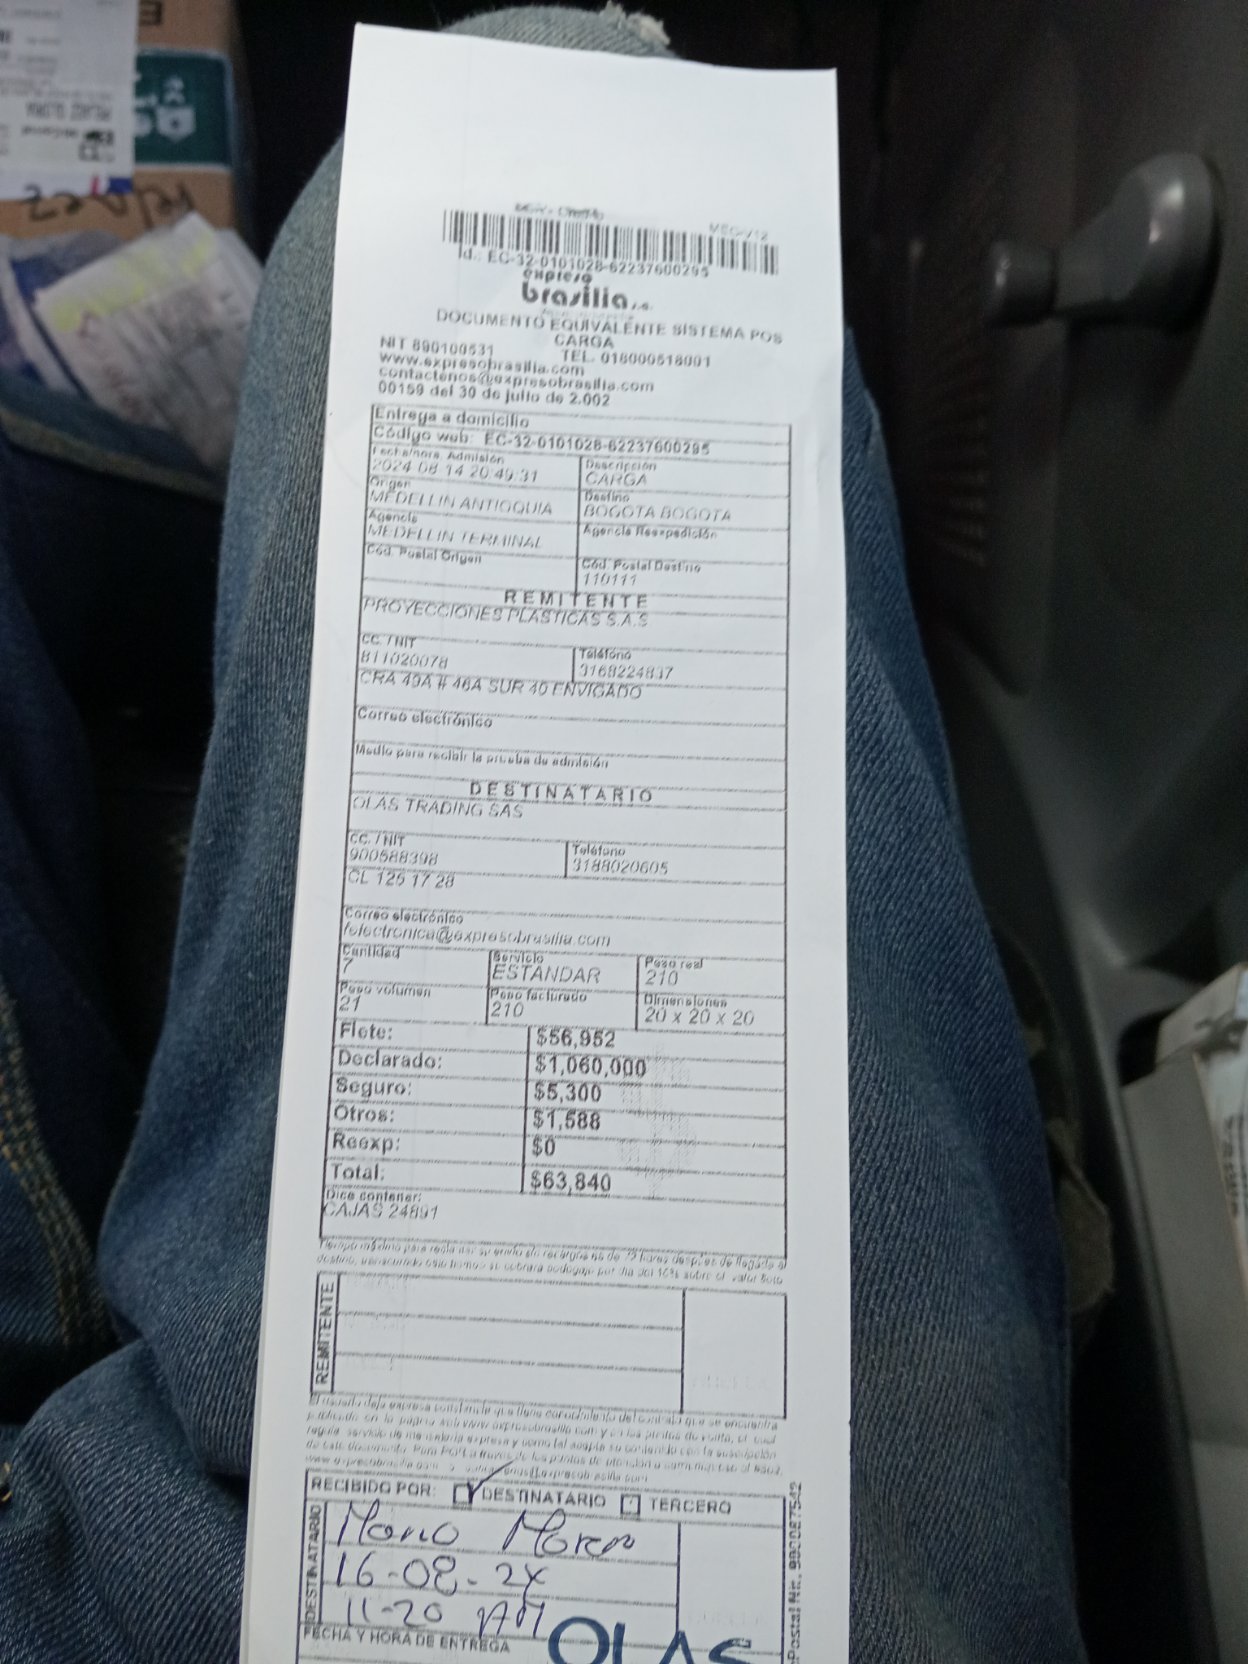 MEC-V12
Id.: EC-32-0101028-62237600295
expreso
brasilia s.a.
DOCUMENTO EQUIVALENTE SISTEMA POS
CARGA
NIT 890100531 TEL. 018000518001
www.expresobrasilia.com
contactenos@expresobrasilia.com
00159 del 30 de julio de 2.002
Entrega a domicilio
Código web: EC-32-0101028-62237600295
Fecha/hora Admisión Descripción
2024 08 14 20:49:31 CARGA
Origen Destino
MEDELLIN ANTIOQUIA BOGOTA BOGOTA
Agencia Agencia Reexpedición
MEDELLIN TERMINAL
Cód. Postal Origen Cód. Postal Destino
110111
REMITENTE
PROYECCIONES PLASTICAS S.A.S
CC. / NIT Teléfono
811020078 3168224837
CRA 49A # 46A SUR 40 ENVIGADO
Correo electrónico
Medio para recibir la prueba de admisión
DESTINATARIO
OLAS TRADING SAS
CC. / NIT Teléfono
900588398 3188020605
CL 125 17 28
Correo electrónico
felectronica@expresobrasilia.com
Cantidad Servicio Peso real
7 ESTANDAR 210
Peso volumen Peso facturado Dimensiones
21 210 20 x 20 x 20
Flete: $56,952
Declarado: $1,060,000
Seguro: $5,300
Otros: $1,588
Reexp: $0
Total: $63,840
Dice contener:
CAJAS 24891
REMITENTE
RECIBIDO POR: DESTINATARIO TERCERO
DESTINATARIO
16-08-24
11-20 AM
FECHA Y HORA DE ENTREGA
OLAS